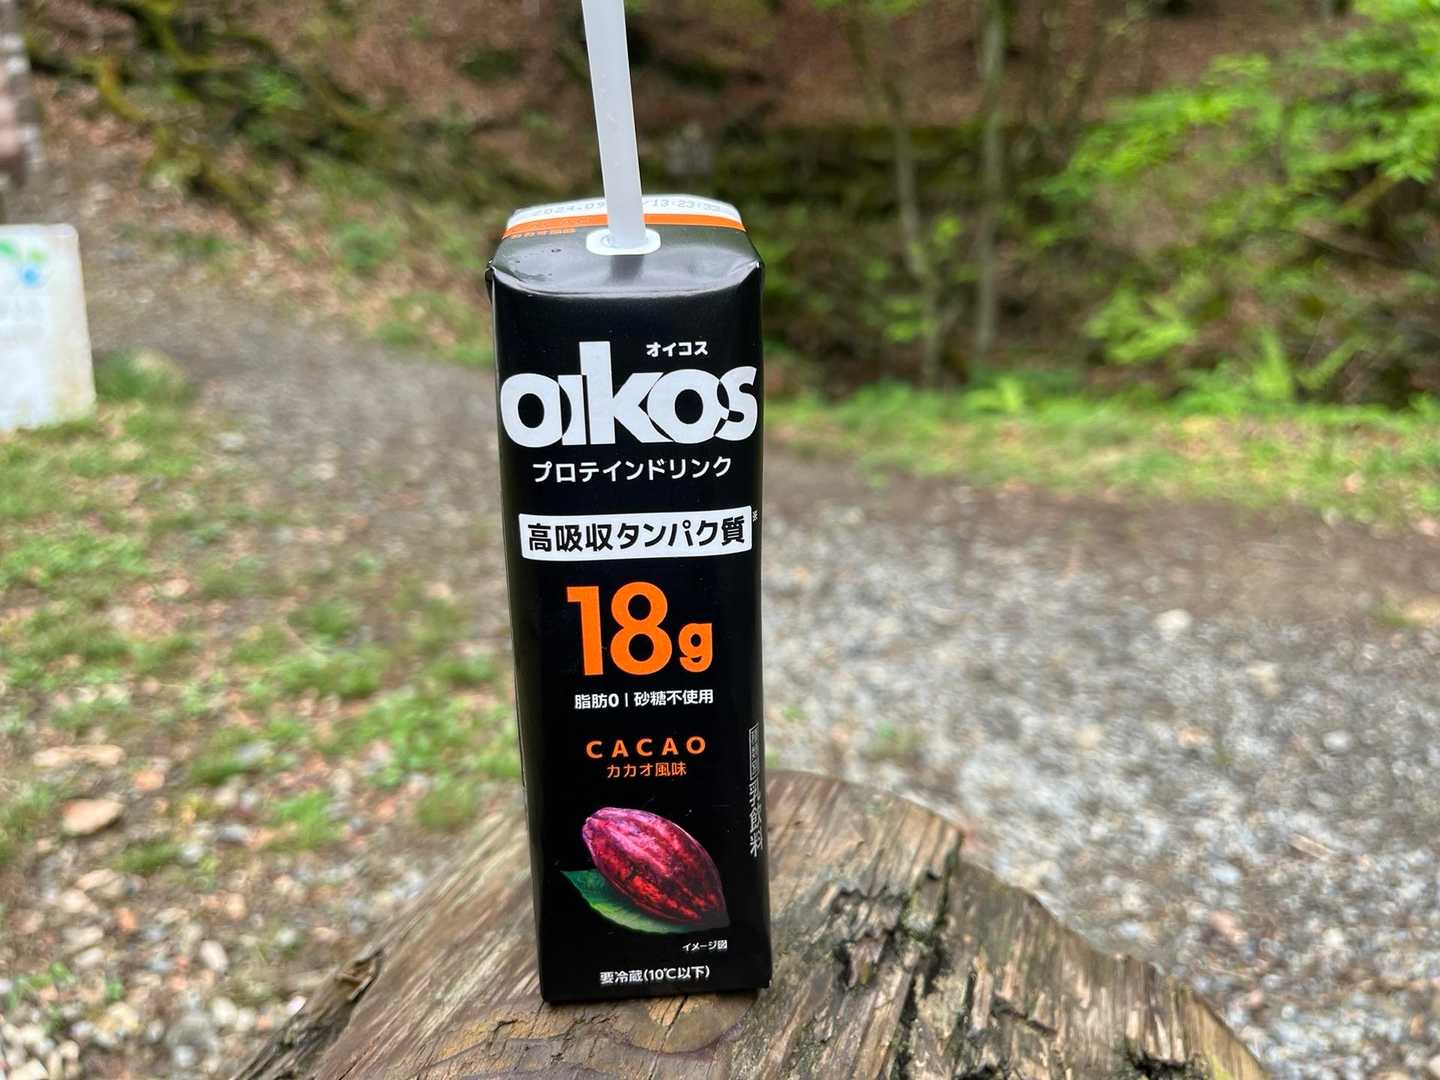 オイコス
oikos
プロテインドリンク
高吸収タンパク質※
18g
脂肪0 | 砂糖不使用
CACAO
カカオ風味
乳飲料
イメージ図
要冷蔵(10℃以下)